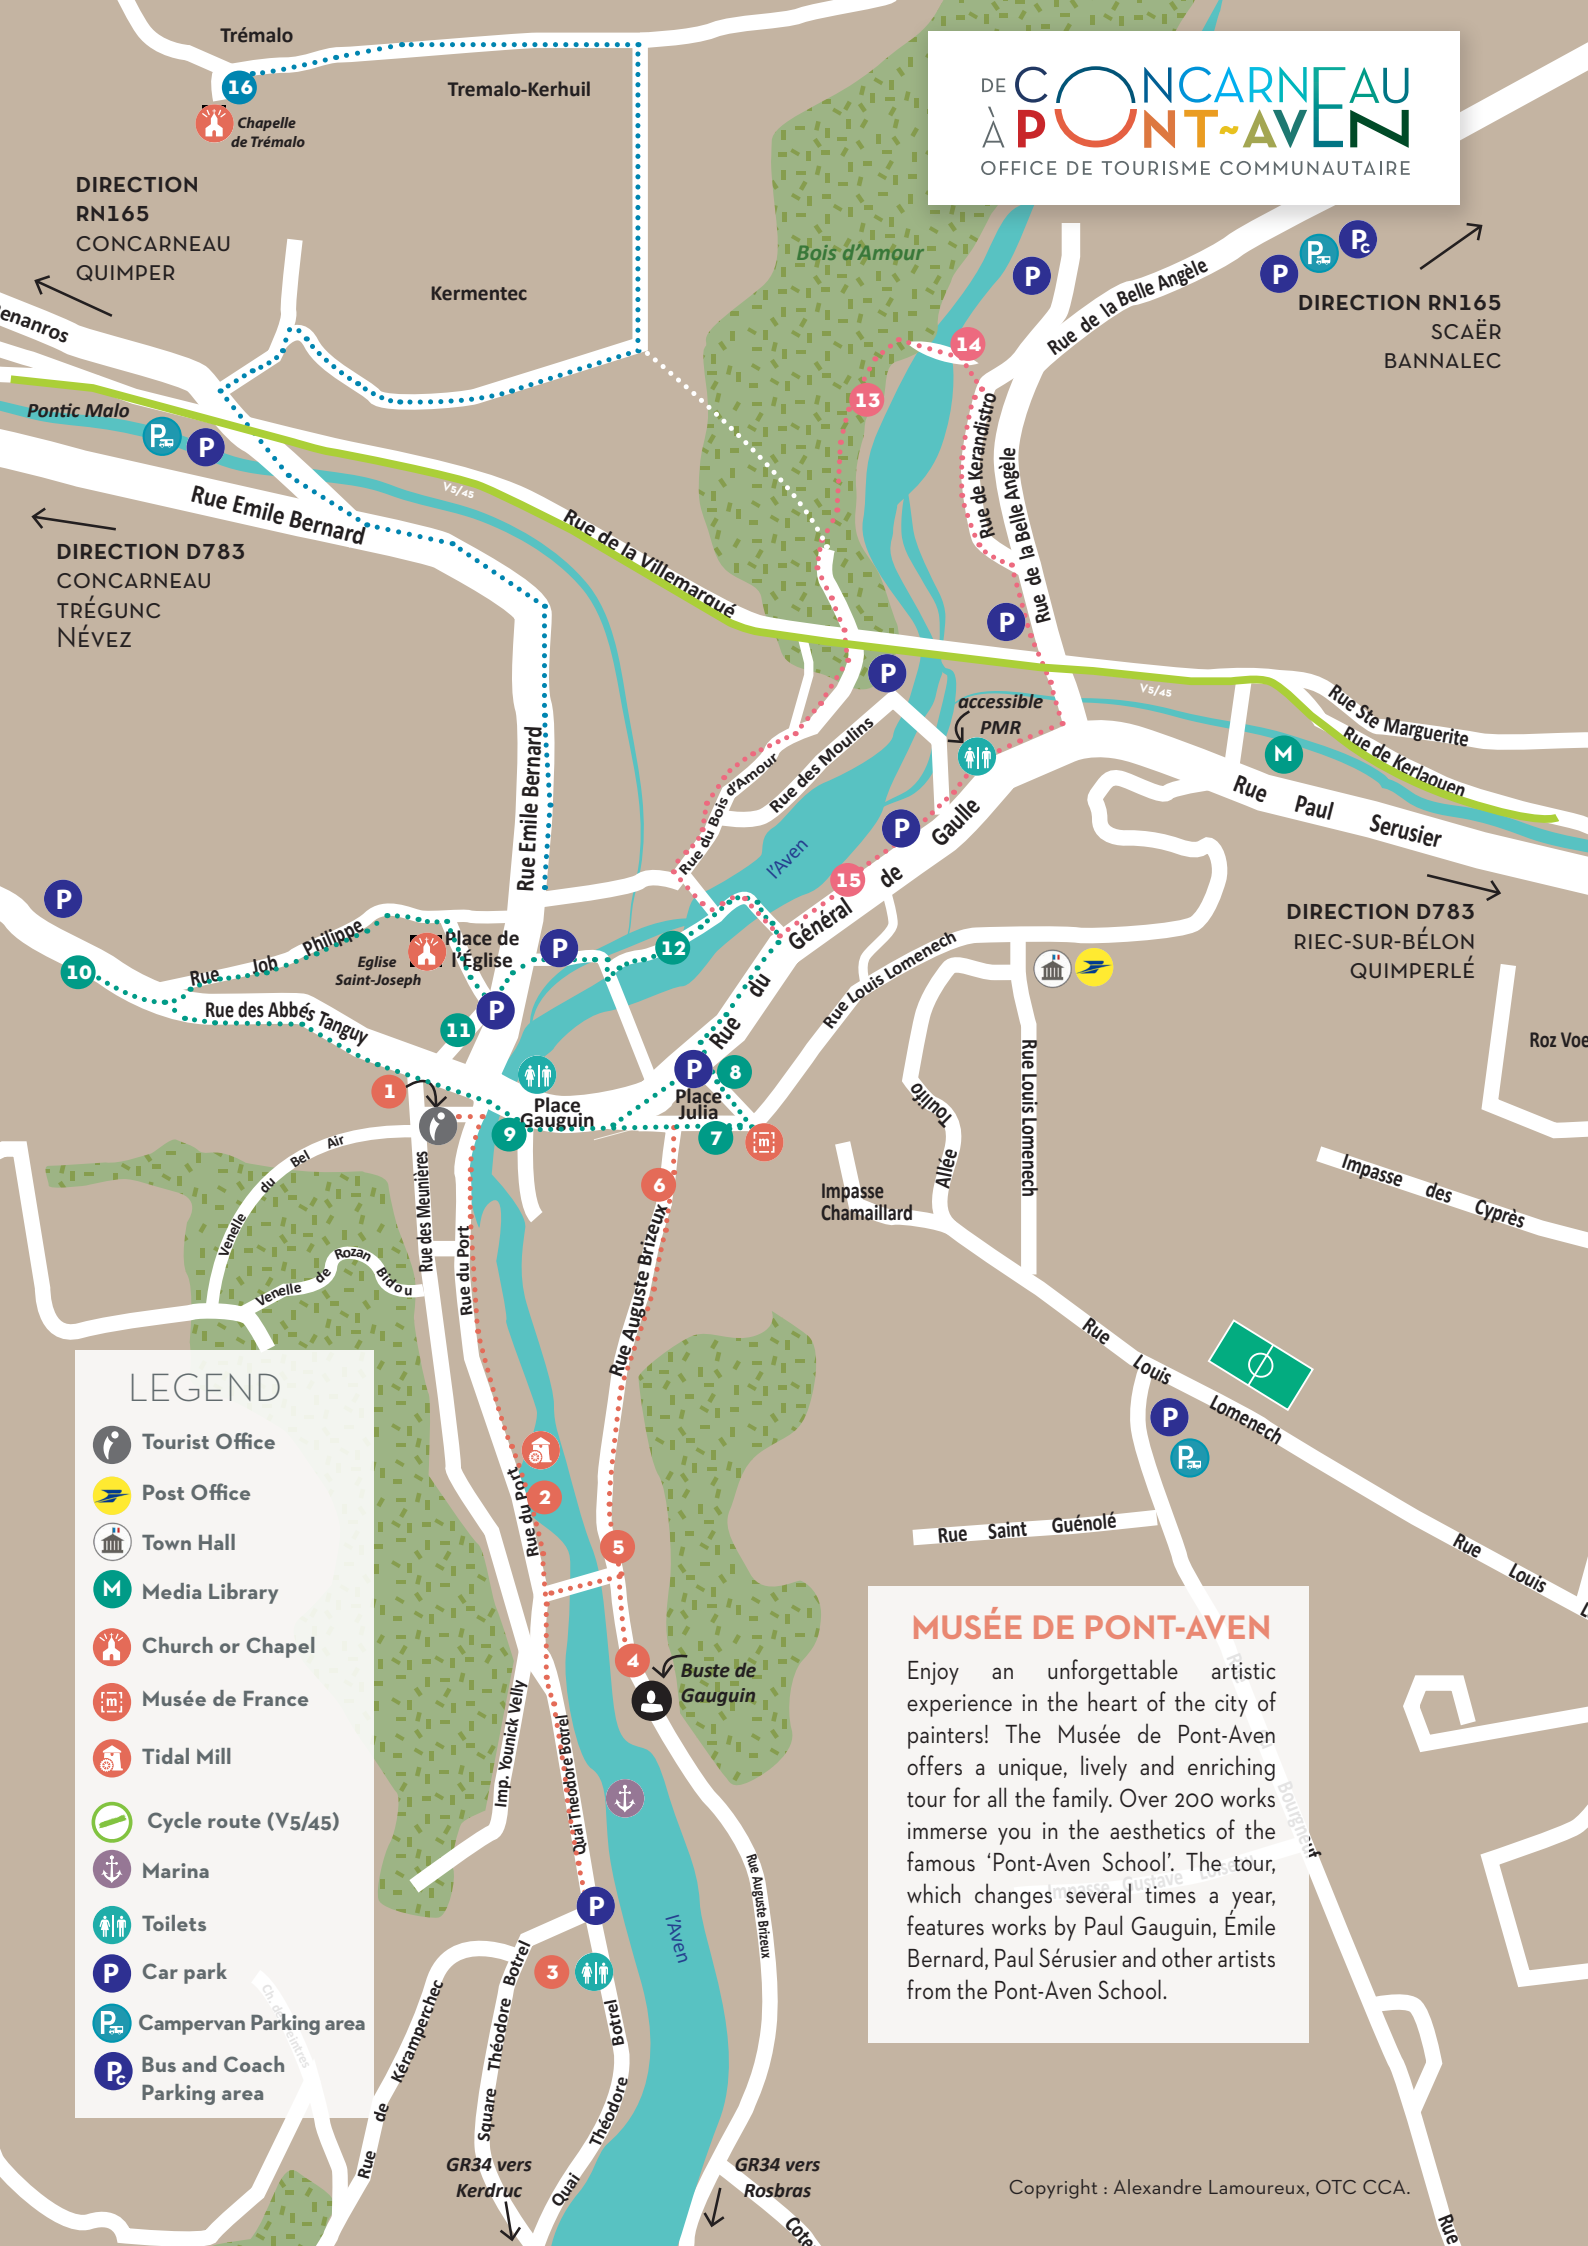 Trémalo
16
Chapelle
de Trémalo
Tremalo-Kerhuil
DE CONCARNEAU
À PONT~AVEN
OFFICE DE TOURISME COMMUNAUTAIRE
DIRECTION
RN165
CONCARNEAU
QUIMPER
Kermentec
Bois d'Amour
P
P
P
Pc
DIRECTION RN165
SCAËR
BANNALEC
Rue de la Belle Angèle
14
13
Pontic Malo
P
P
Rue Emile Bernard
V5/45
Rue de la Villemarqué
Rue de Kerandistro
Rue de la Belle Angèle
DIRECTION D783
CONCARNEAU
TRÉGUNC
NÉVEZ
P
P
accessible
PMR
V5/45
Rue Ste Marguerite
Rue de Kerlaouen
M
Rue Paul Serusier
Rue Emile Bernard
Rue du Bois d'Amour
Rue des Moulins
l'Aven
P
15
Rue du Général de Gaulle
DIRECTION D783
RIEC-SUR-BÉLON
QUIMPERLÉ
P
10
Rue Job Philippe
Eglise
Saint-Joseph
Place de
l'Église
P
12
Rue Louis Lomenech
Rue des Abbés Tanguy
11
P
Roz Voe
1
P
8
Place
Gauguin
Place
Julia
9
7
m
Allée Toullio
Rue Louis Lomenech
Venelle du Bel Air
Rue des Meunières
6
Impasse
Chamaillard
Impasse des Cyprès
Venelle de Rozan Bidou
Rue du Port
Rue Auguste Brizeux
Rue Louis Lomenech
P
P
LEGEND
Tourist Office
Post Office
Town Hall
M
Media Library
Church or Chapel
m
Musée de France
Tidal Mill
Cycle route (V5/45)
Marina
Toilets
P
Car park
P
Campervan Parking area
Pc
Bus and Coach
Parking area
Rue du Port
2
5
Rue Saint Guénolé
Rue Louis
4
Buste de
Gauguin
Imp. Younick Velly
Quai Théodore Botrel
MUSÉE DE PONT-AVEN
Enjoy an unforgettable artistic
experience in the heart of the city of
painters! The Musée de Pont-Aven
offers a unique, lively and enriching
tour for all the family. Over 200 works
immerse you in the aesthetics of the
famous ‘Pont-Aven School’. The tour,
which changes several times a year,
features works by Paul Gauguin, Émile
Bernard, Paul Sérusier and other artists
from the Pont-Aven School.
Bourgneuf
Impasse Gustave
Rue Auguste Brizeux
P
l'Aven
3
Square Théodore Botrel
Rue de Kéramperchec
Quai Théodore Botrel
GR34 vers
Kerdruc
GR34 vers
Rosbras
Cote
Rue
Copyright : Alexandre Lamoureux, OTC CCA.